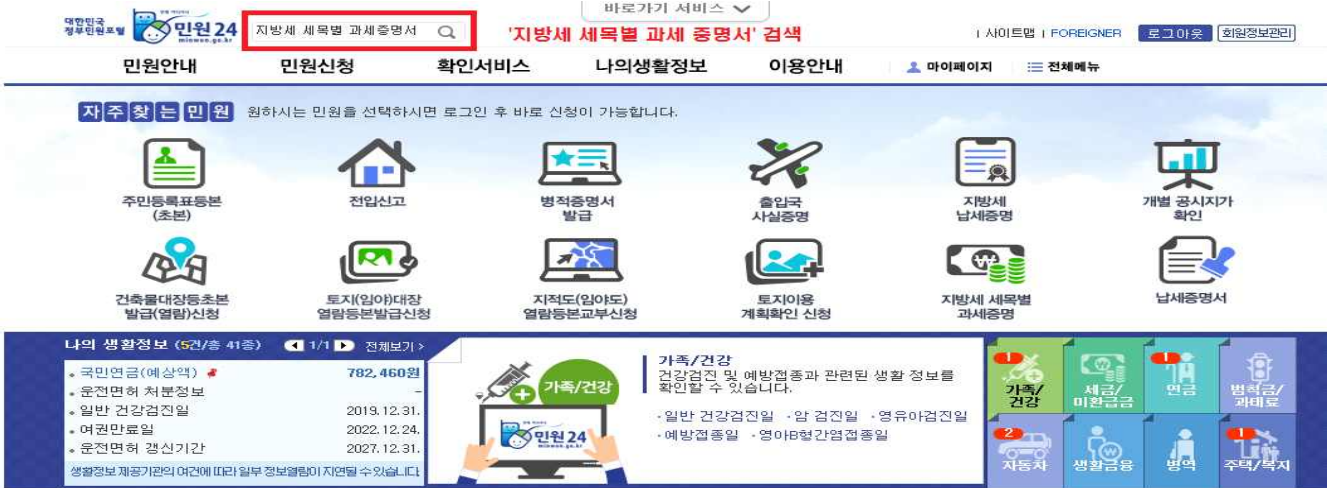 바로가기 서비스
대한민국
정부민원포털
민원24
minwon.go.kr
지방세 세목별 과세증명서
'지방세 세목별 과세 증명서' 검색
사이트맵
FOREIGNER
로그아웃
회원정보관리
민원안내
민원신청
확인서비스
나의생활정보
이용안내
마이페이지
전체메뉴
자주찾는민원
원하시는 민원을 선택하시면 로그인 후 바로 신청이 가능합니다.
주민등록표등본
(초본)
전입신고
병적증명서
발급
출입국
사실증명
지방세
납세증명
개별 공시지가
확인
건축물대장등초본
발급(열람)신청
토지(임야)대장
열람등본발급신청
지적도(임야도)
열람등본교부신청
토지이용
계획확인 신청
지방세 세목별
과세증명
납세증명서
나의 생활정보 (5건/총 41종)
1/1
전체보기 >
국민연금(예상액) 782,460원
운전면허 처분정보 -
일반 건강검진일 2019.12.31.
여권만료일 2022.12.24.
운전면허 갱신기간 2027.12.31.
생활정보 제공기관의 여건에 따라 일부 정보열람이 지연될 수 있습니다.
가족/건강
민원24
가족/건강
건강검진 및 예방접종과 관련된 생활 정보를
확인할 수 있습니다.
·일반 건강검진일 ·암 검진일 ·영유아검진일
·예방접종일 ·영아B형간염접종일
1
가족/
건강
세금/
미환급금
1
연금
범칙금/
과태료
2
자동차
생활금융
병역
1
주택/복지